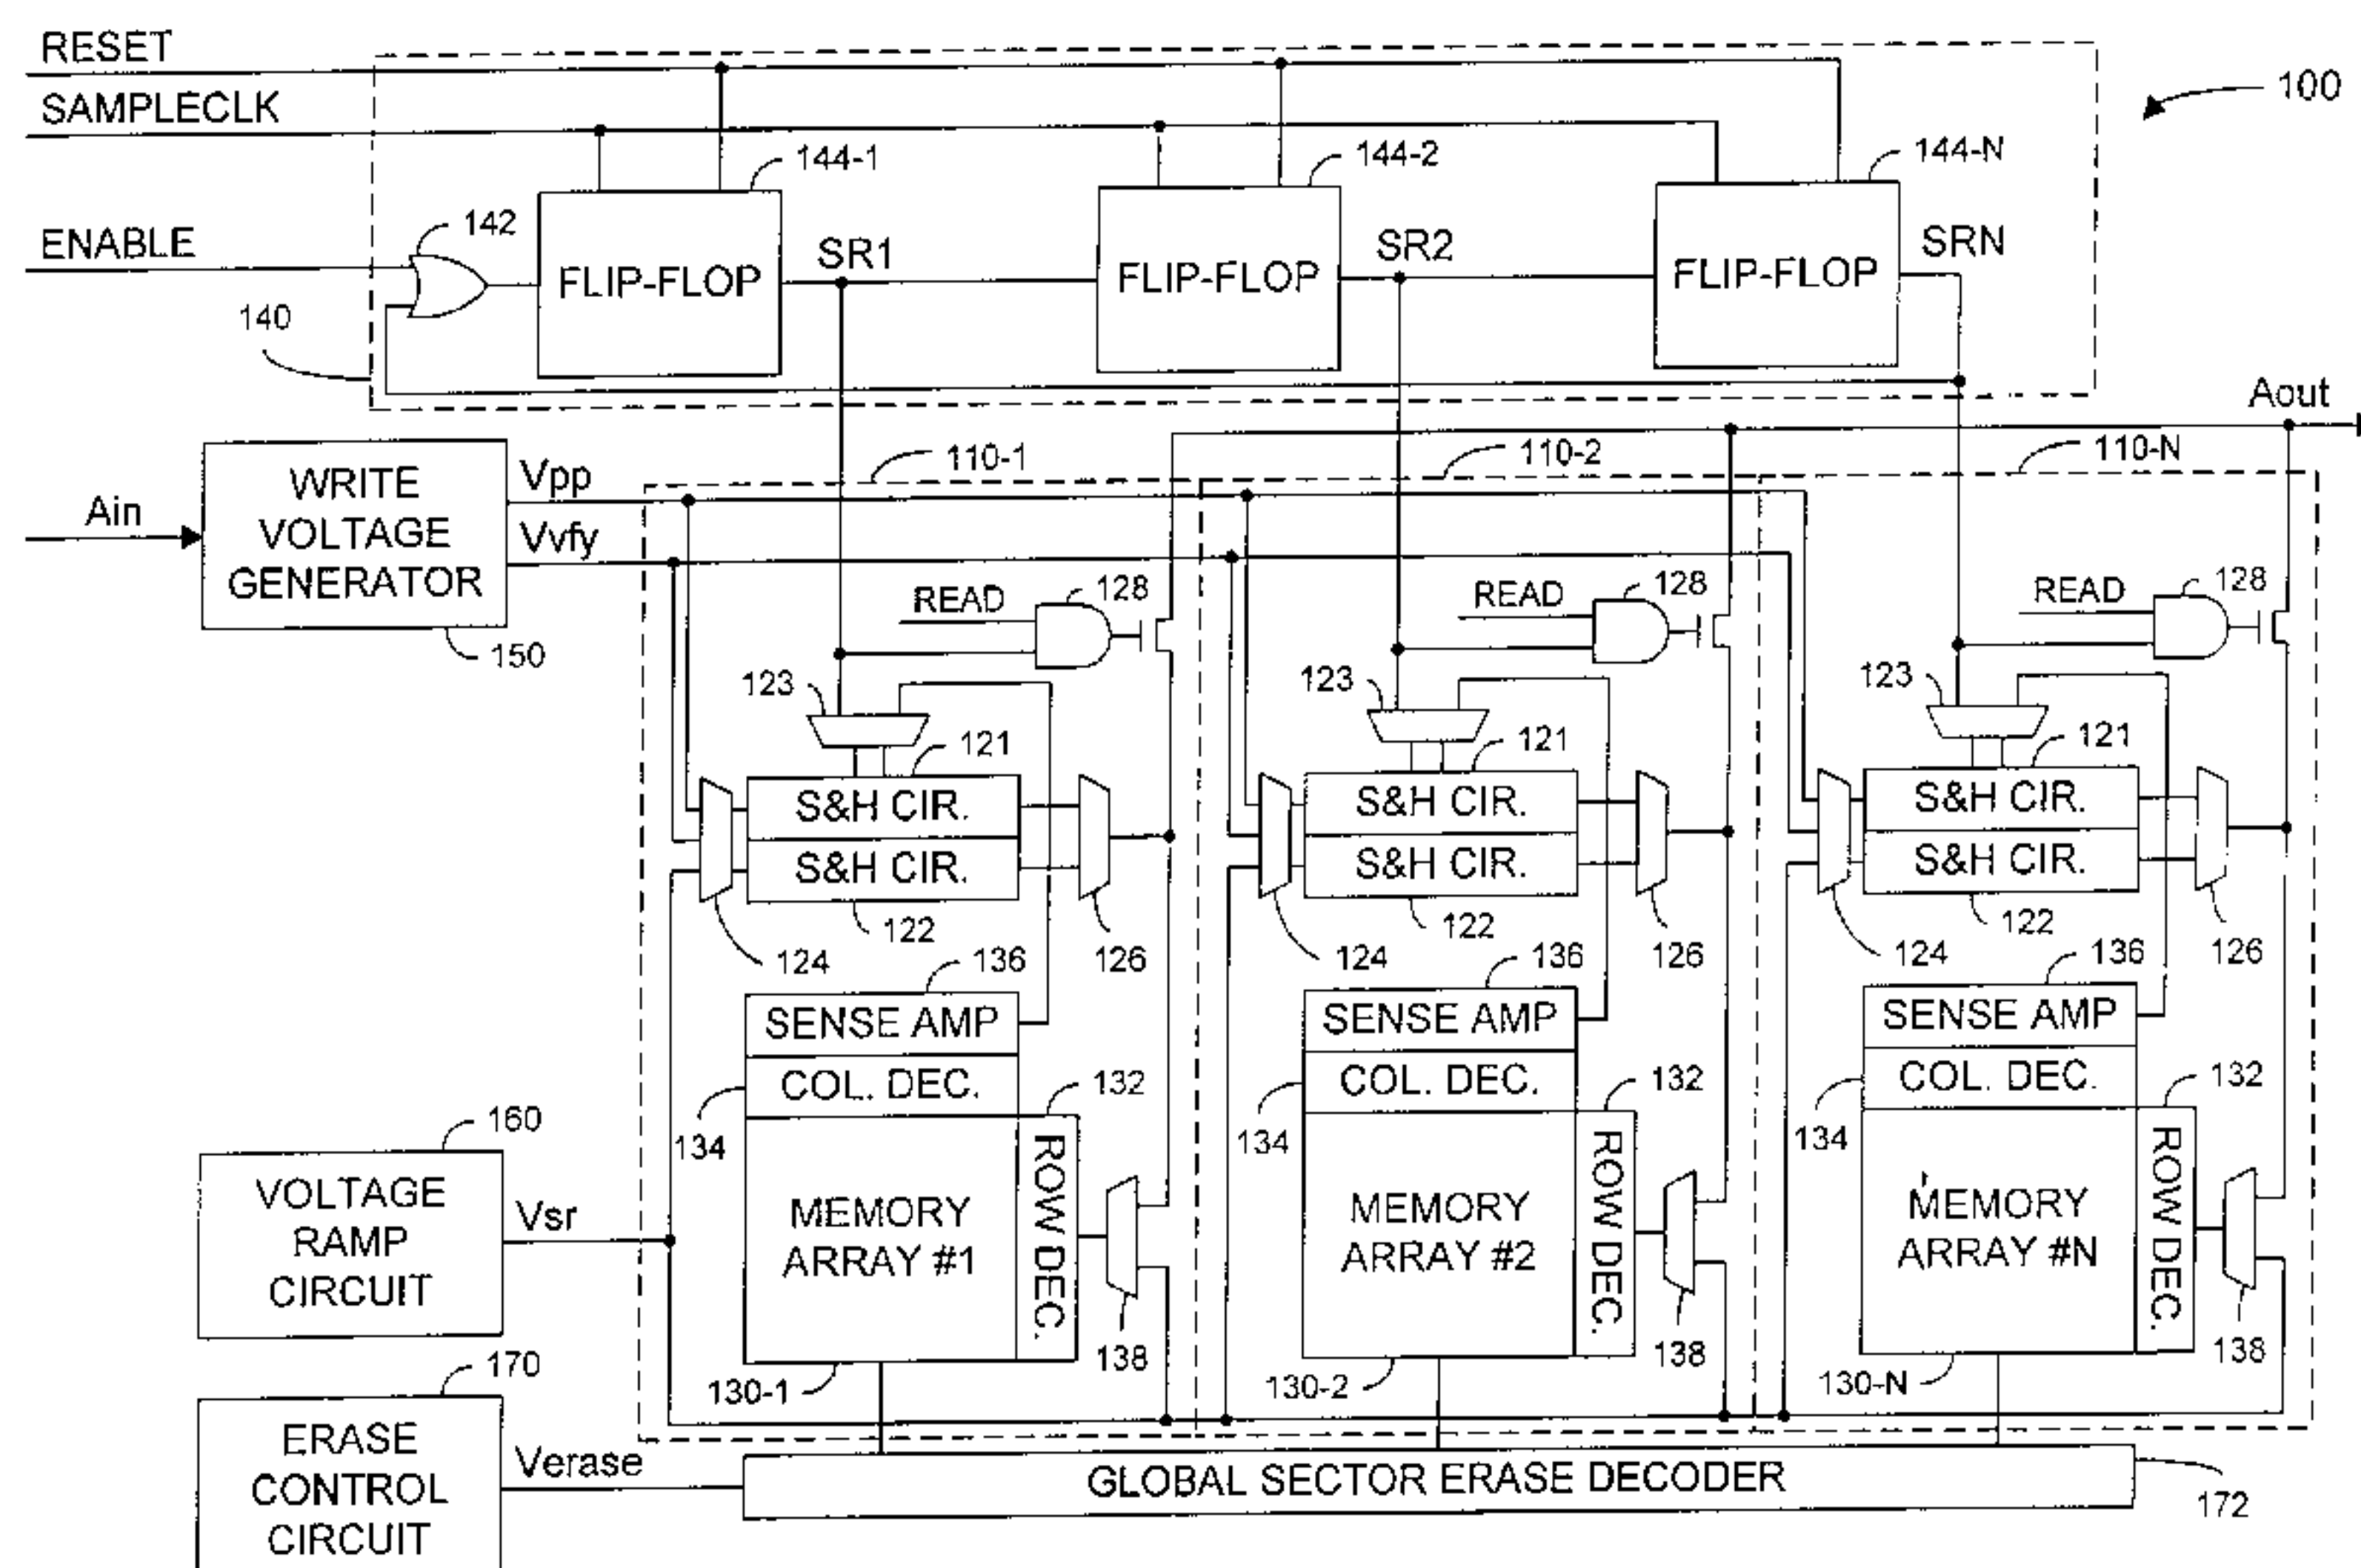 RESET
SAMPLECLK
100
144-1
144-2
144-N
ENABLE
142
FLIP-FLOP
SR1
FLIP-FLOP
SR2
FLIP-FLOP
SRN
140
Aout
110-1
110-2
110-N
Ain
WRITE
VOLTAGE
GENERATOR
150
Vpp
Vvfy
READ
128
READ
128
READ
128
123
123
123
121
121
121
S&H CIR.
S&H CIR.
S&H CIR.
S&H CIR.
S&H CIR.
S&H CIR.
122
122
122
124
126
124
126
124
126
136
136
136
SENSE AMP
SENSE AMP
SENSE AMP
COL. DEC.
COL. DEC.
COL. DEC.
132
132
132
134
134
134
160
VOLTAGE
RAMP
CIRCUIT
Vsr
MEMORY
ARRAY #1
ROW DEC.
MEMORY
ARRAY #2
ROW DEC.
MEMORY
ARRAY #N
ROW DEC.
138
138
138
130-1
130-2
130-N
170
ERASE
CONTROL
CIRCUIT
Verase
GLOBAL SECTOR ERASE DECODER
172